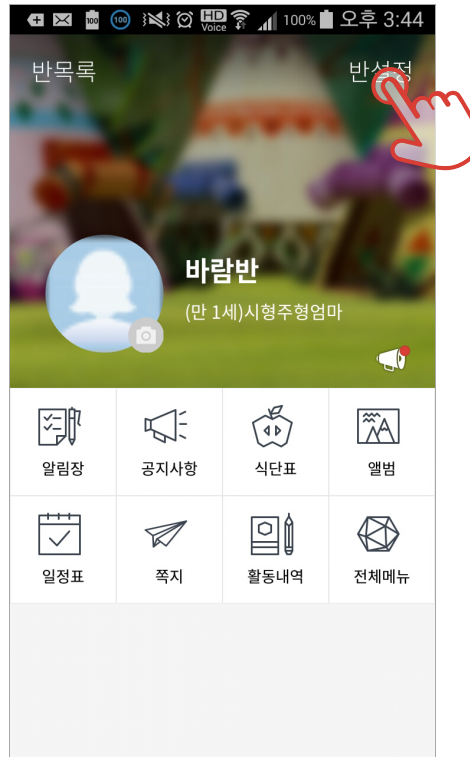 100 100 HD Voice 100% 오후 3:44
반목록 반설정
바람반
(만 1세)시형주형엄마
알림장 공지사항 식단표 앨범
일정표 쪽지 활동내역 전체메뉴